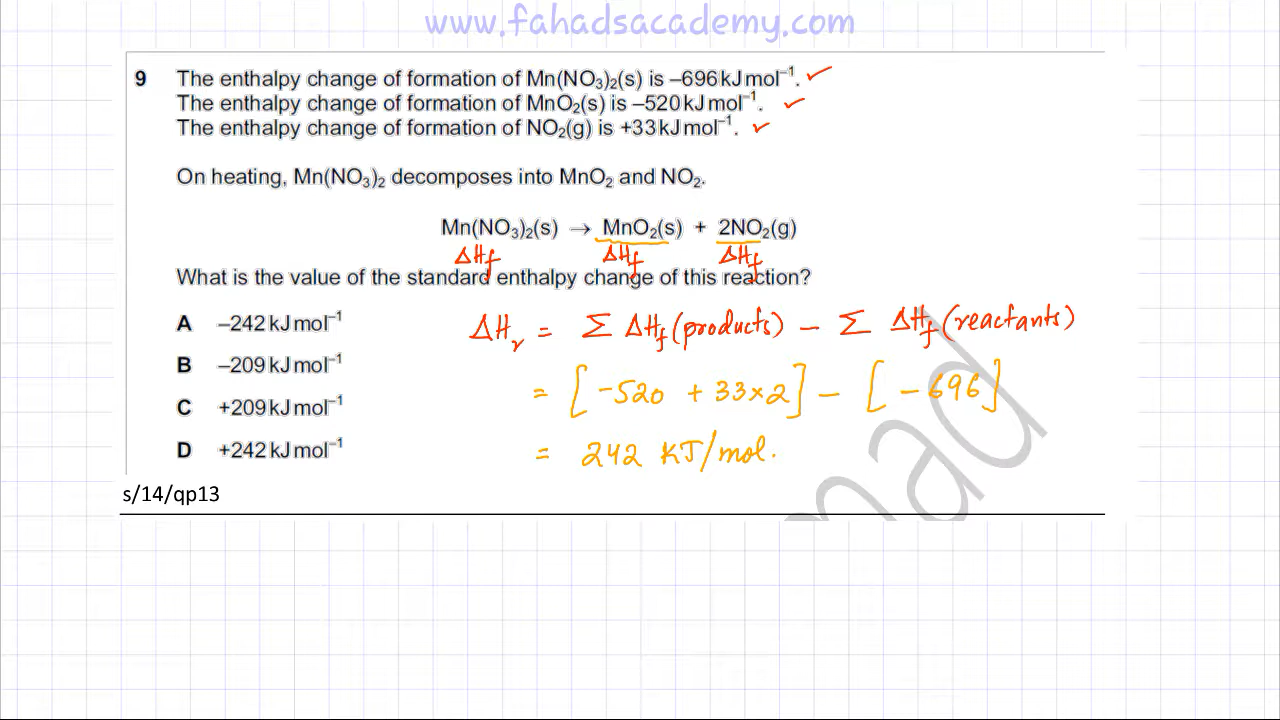 www.fahadsacademy.com
9 The enthalpy change of formation of Mn(NO₃)₂(s) is –696 kJ mol⁻¹. ✓
The enthalpy change of formation of MnO₂(s) is –520 kJ mol⁻¹. ✓
The enthalpy change of formation of NO₂(g) is +33 kJ mol⁻¹. ✓
On heating, Mn(NO₃)₂ decomposes into MnO₂ and NO₂.
Mn(NO₃)₂(s) → MnO₂(s) + 2NO₂(g)
ΔHf ΔHf ΔHf
What is the value of the standard enthalpy change of this reaction?
A –242 kJ mol⁻¹
ΔHr = Σ ΔHf (products) – Σ ΔHf (reactants)
B –209 kJ mol⁻¹
= [-520 + 33×2] – [-696]
C +209 kJ mol⁻¹
D +242 kJ mol⁻¹
= 242 KJ/mol.
s/14/qp13